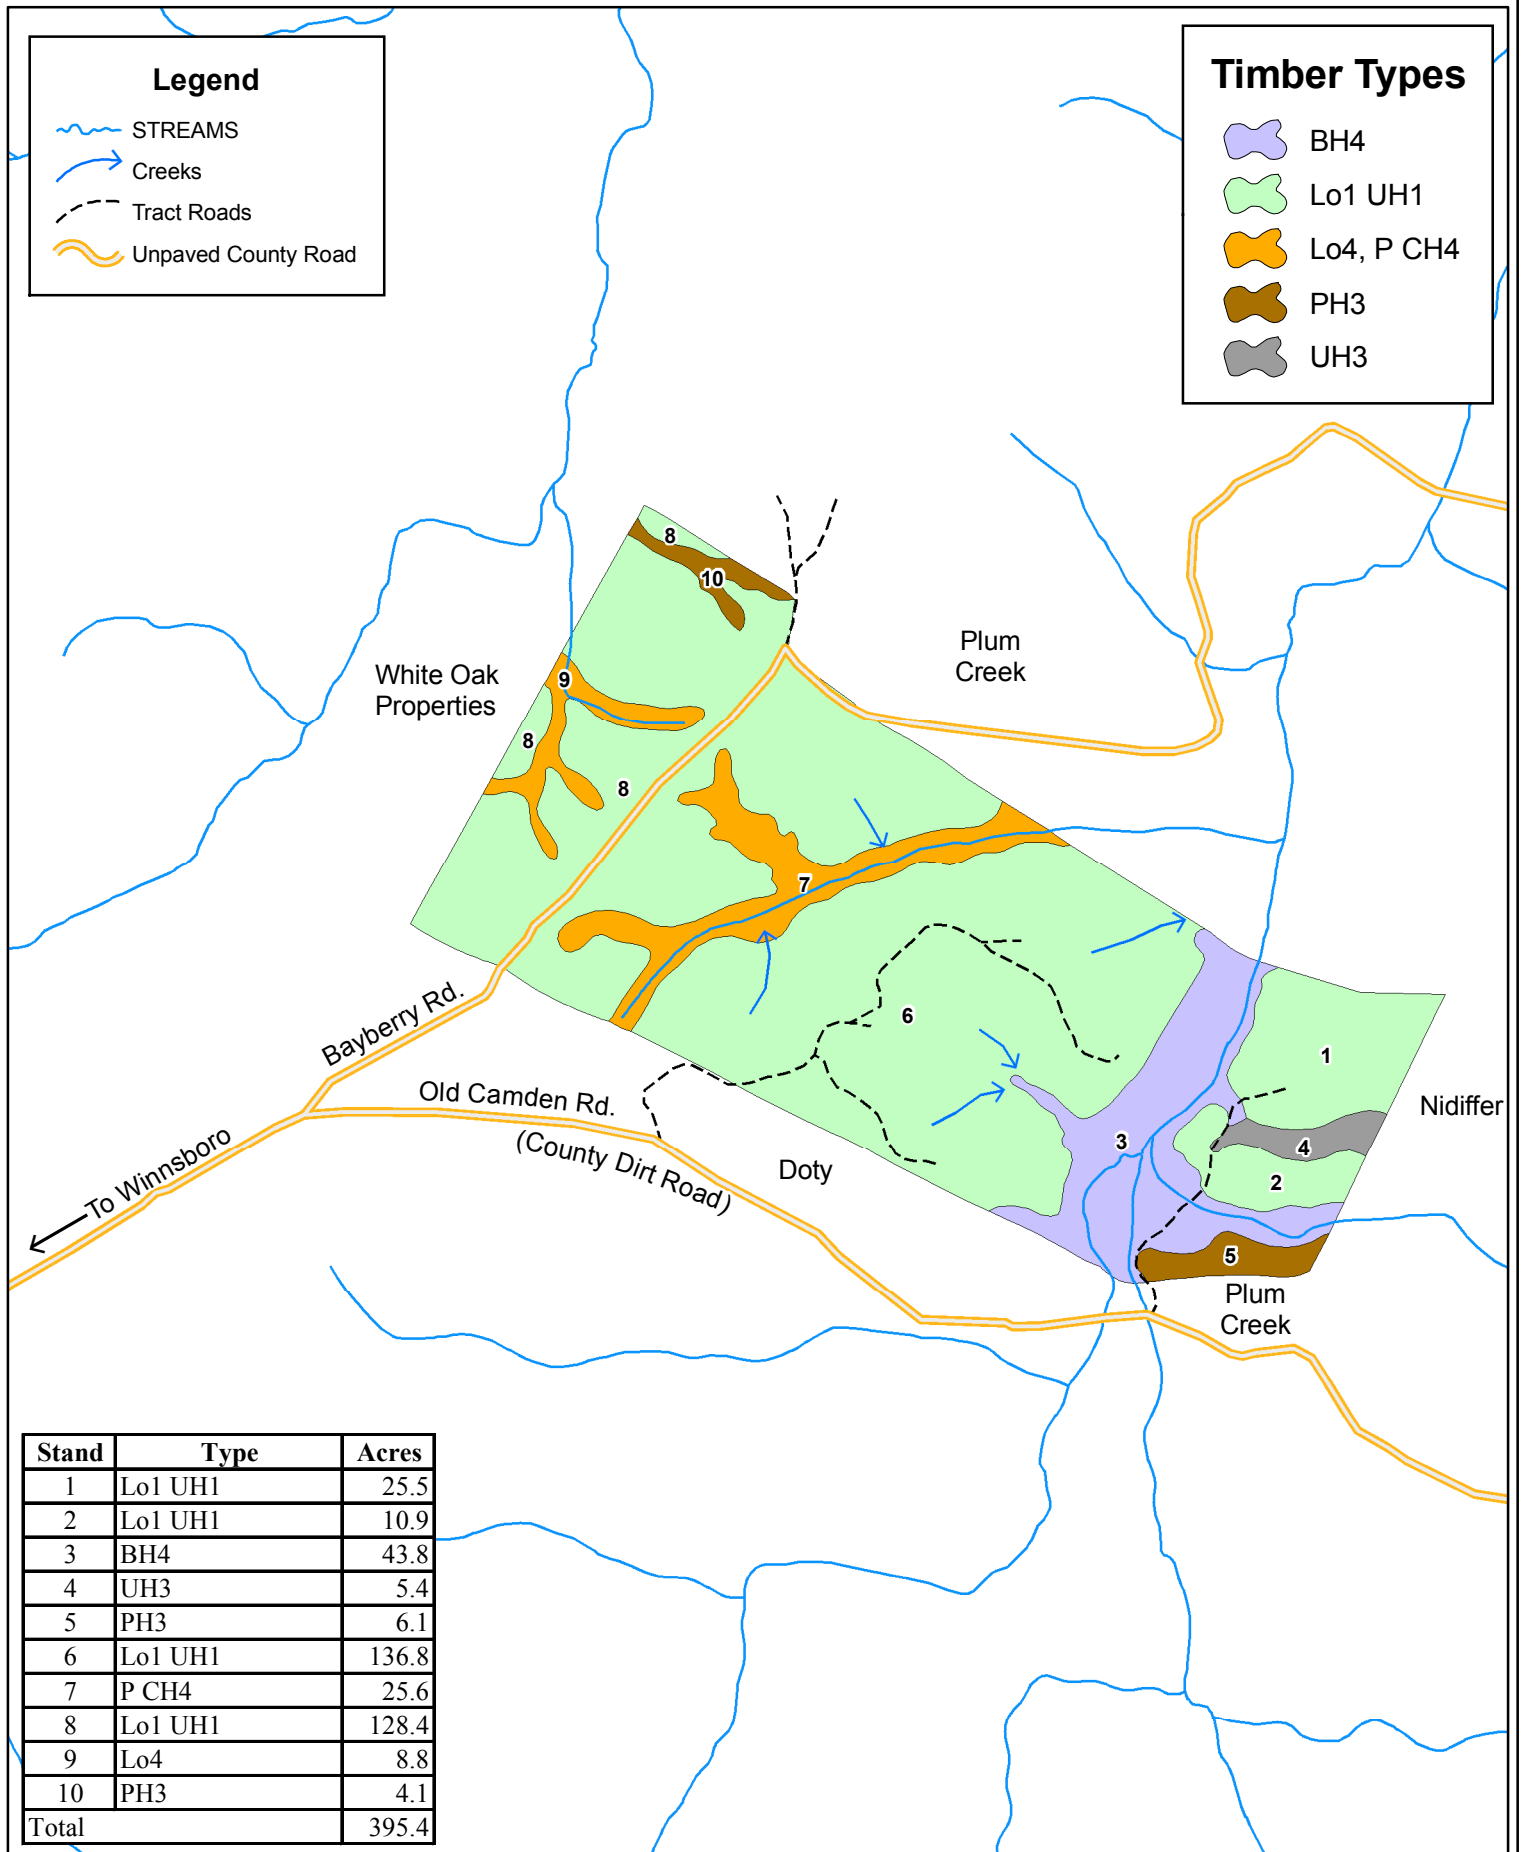 Legend
STREAMS
Creeks
Tract Roads
Unpaved County Road
Timber Types
BH4
Lo1 UH1
Lo4, P CH4
PH3
UH3
8
10
Plum
Creek
White Oak
Properties
9
8
8
7
6
1
Bayberry Rd.
Old Camden Rd.
(County Dirt Road)
Nidiffer
3
4
To Winnsboro
Doty
2
5
Plum
Creek
Stand Type Acres
1 Lo1 UH1 25.5
2 Lo1 UH1 10.9
3 BH4 43.8
4 UH3 5.4
5 PH3 6.1
6 Lo1 UH1 136.8
7 P CH4 25.6
8 Lo1 UH1 128.4
9 Lo4 8.8
10 PH3 4.1
Total 395.4